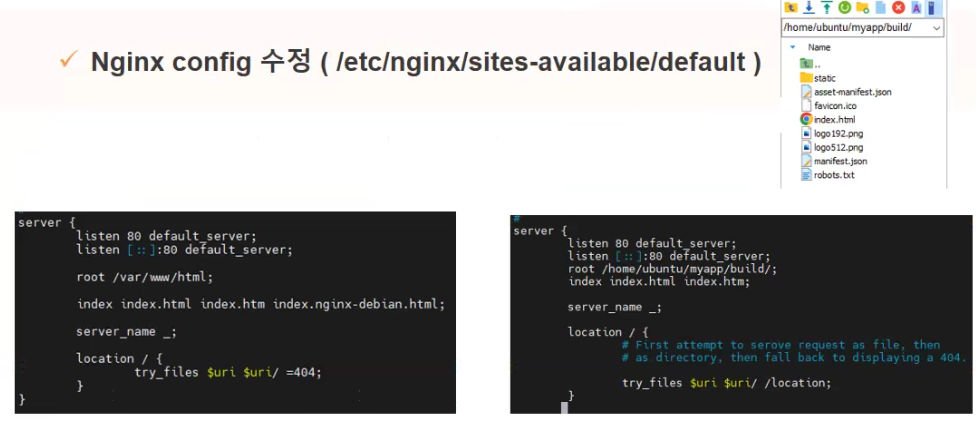 Nginx config 수정 ( /etc/nginx/sites-available/default )
/home/ubuntu/myapp/build/
Name
..
static
asset-manifest.json
favicon.ico
index.html
logo192.png
logo512.png
manifest.json
robots.txt
server {
listen 80 default_server;
listen [::]:80 default_server;
root /var/www/html;
index index.html index.htm index.nginx-debian.html;
server_name _;
location / {
try_files $uri $uri/ =404;
}
}
#
server {
listen 80 default_server;
listen [::]:80 default_server;
root /home/ubuntu/myapp/build/;
index index.html index.htm;
server_name _;
location / {
# First attempt to serove request as file, then
# as directory, then fall back to displaying a 404.
try_files $uri $uri/ /location;
}